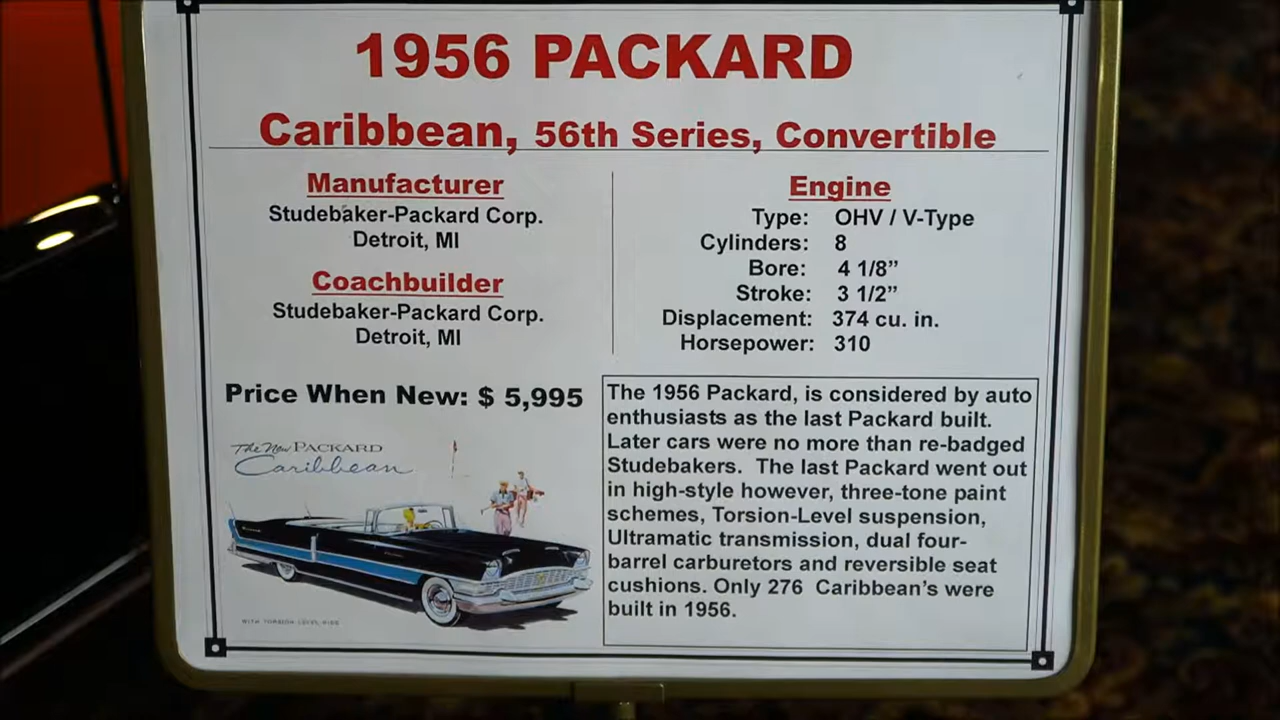 1956 PACKARD
Caribbean, 56th Series, Convertible
Manufacturer
Studebaker-Packard Corp.
Detroit, MI
Coachbuilder
Studebaker-Packard Corp.
Detroit, MI
Engine
Type: OHV / V-Type
Cylinders: 8
Bore: 4 1/8”
Stroke: 3 1/2”
Displacement: 374 cu. in.
Horsepower: 310
Price When New: $ 5,995
The New PACKARD
Caribbean
WITH TORSION LEVEL RIDE
The 1956 Packard, is considered by auto
enthusiasts as the last Packard built.
Later cars were no more than re-badged
Studebakers. The last Packard went out
in high-style however, three-tone paint
schemes, Torsion-Level suspension,
Ultramatic transmission, dual four-
barrel carburetors and reversible seat
cushions. Only 276 Caribbean’s were
built in 1956.